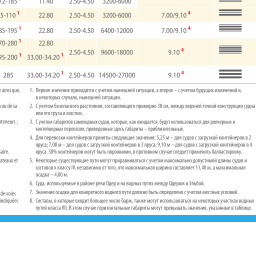 72-185 11.40 2.50-4.50 3200-6000
5-110 1 22.80 2.50-4.50 3200-6000 7.00/9.10 4
85-195 1 22.80 2.50-4.50 6400-12000 7.00/9.10 4
70-280 1 22.80 2.50-4.50 9600-18000 9.10 4
95-200 1 33.00-34.20 1
285 33.00-34.20 1 2.50-4.50 14500-27000 9.10 4
1. Первое значение приводится с учетом нынешней ситуации, а второе – с учетом будущих изменений и,
в некоторых случаях, нынешней ситуации.
2. С учетом безопасного расстояния, составляющего примерно 30 см, между верхней точкой конструкции судна
или его груза и мостом.
3. С учетом габаритов самоходных судов, которые, как ожидается, будут использоваться для ролкерных и
контейнерных перевозок; приведенные здесь габариты – приблизительные.
4. Для перевозки контейнеров приняты следующие значения: 5,25 м – для судов с загрузкой контейнеров в 2
яруса; 7,00 м – для судов с загрузкой контейнеров в 3 яруса; 9,10 м – для судов с загрузкой контейнеров в 4
яруса. 50% контейнеров могут быть порожними, в противном случае следует применять балластировку.
5. Некоторые существующие пути могут приравниваться с учетом максимально допустимой длины судов и
составов к классу IV, независимо от того, что максимальная ширина составляет 11,40 м, а максимальная
осадка – 4,00 м.
6. Суда, используемые в районе реки Одер и на водных путях между Одером и Эльбой.
7. Значение осадки для конкретного водного пути должно быть определено с учетом местных условий.
8. Составы, в которые входит большее число барж, также могут использоваться на некоторых участках водных
путей класса VII. В этом случае горизонтальные габариты могут превышать значения, указанные в таблице.
de voies